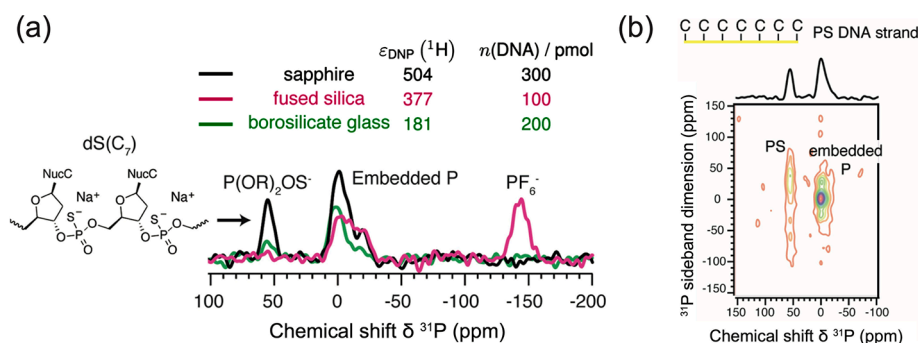 (a)
ε_DNP (¹H) n(DNA) / pmol
sapphire 504 300
fused silica 377 100
borosilicate glass 181 200
dS(C₇)
NucC
NucC
Na⁺
Na⁺
S⁻
S⁻
O
O
P
O
O
O
O
P
O
O
P(OR)₂OS⁻
Embedded P
PF₆⁻
100 50 0 -50 -100 -150 -200
Chemical shift δ ³¹P (ppm)
(b)
C C C C C C C
PS DNA strand
³¹P sideband dimension (ppm)
150
100
50
0
-50
-100
-150
PS
embedded
P
150 100 50 0 -50 -100
Chemical shift δ ³¹P (ppm)